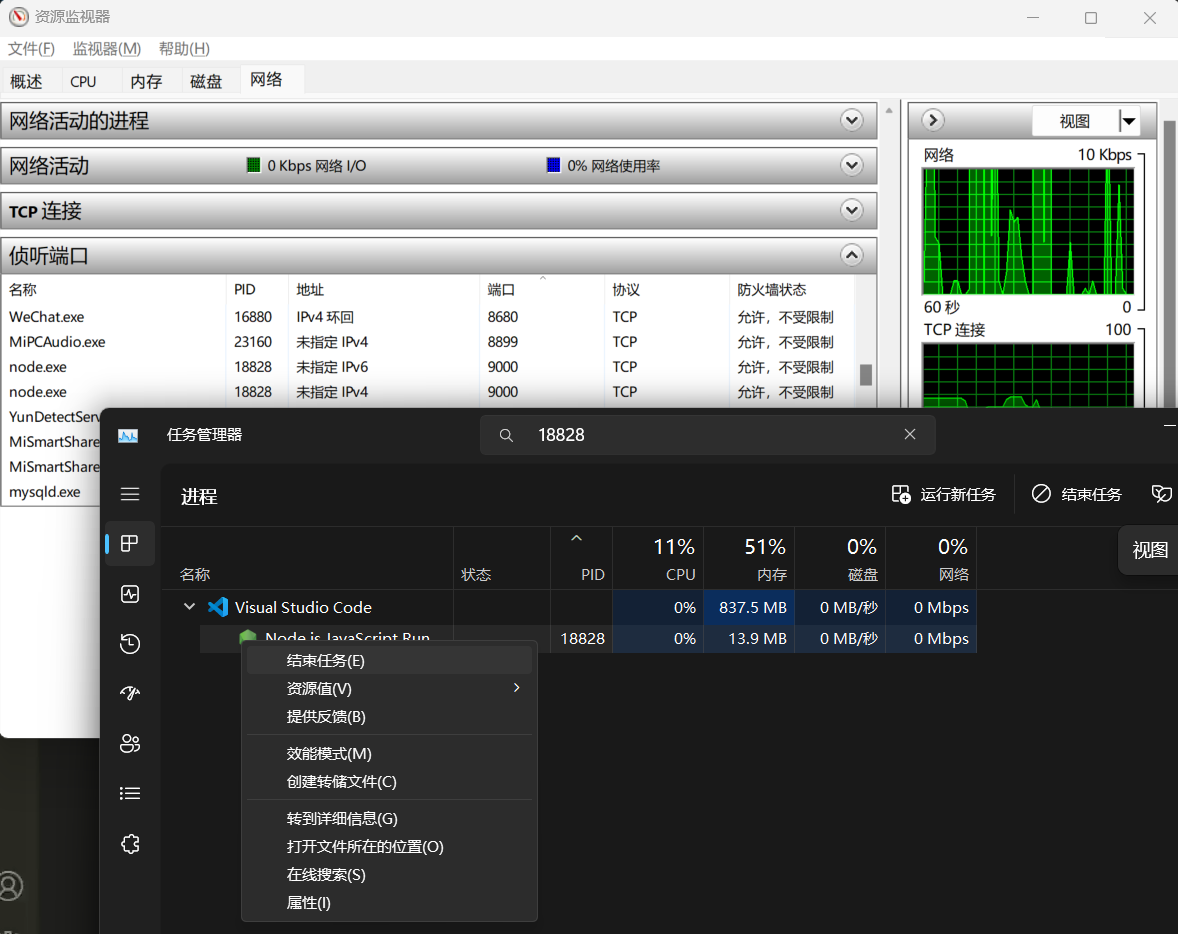 资源监视器
文件(F) 监视器(M) 帮助(H)
概述 CPU 内存 磁盘 网络
网络活动的进程
网络活动 0 Kbps 网络 I/O 0% 网络使用率
TCP 连接
侦听端口
名称 PID 地址 端口 协议 防火墙状态
WeChat.exe 16880 IPv4 环回 8680 TCP 允许，不受限制
MiPCAudio.exe 23160 未指定 IPv4 8899 TCP 允许，不受限制
node.exe 18828 未指定 IPv6 9000 TCP 允许，不受限制
node.exe 18828 未指定 IPv4 9000 TCP 允许，不受限制
YunDetectServ
MiSmartShare
MiSmartShare
mysqld.exe
视图
网络 10 Kbps
60 秒 0
TCP 连接 100
任务管理器 18828
进程 运行新任务 结束任务
视图
11% 51% 0% 0%
名称 状态 PID CPU 内存 磁盘 网络
Visual Studio Code 0% 837.5 MB 0 MB/秒 0 Mbps
Node.js JavaScript Run 18828 0% 13.9 MB 0 MB/秒 0 Mbps
结束任务(E)
资源值(V)
提供反馈(B)
效能模式(M)
创建转储文件(C)
转到详细信息(G)
打开文件所在的位置(O)
在线搜索(S)
属性(I)